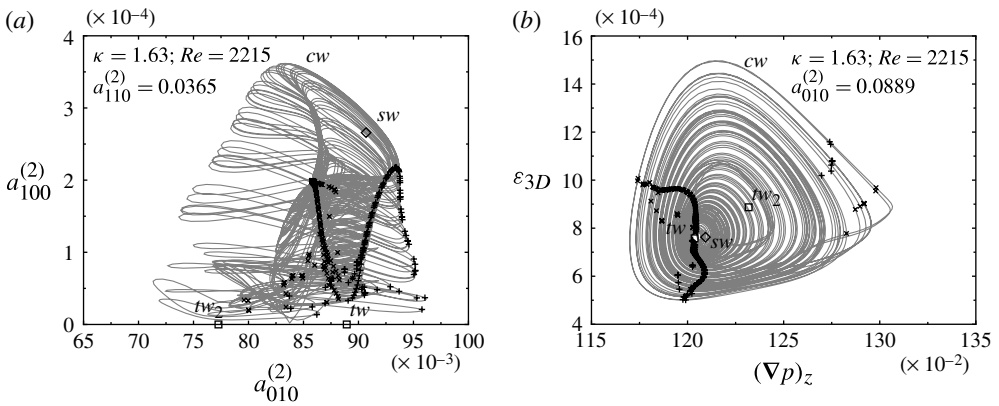 (a)
(× 10⁻⁴)
κ = 1.63; Re = 2215
a₁₁₀⁽²⁾ = 0.0365
cw
sw
tw₂
tw
a₁₀₀⁽²⁾
4
3
2
1
0
65 75 80 85 90 95 100
(× 10⁻³)
a₀₁₀⁽²⁾
(b)
(× 10⁻⁴)
κ = 1.63; Re = 2215
a₀₁₀⁽²⁾ = 0.0889
cw
tw₂
tw
sw
ε₃D
16
14
12
10
8
6
4
115 120 125 130 135
(× 10⁻²)
(∇p)z